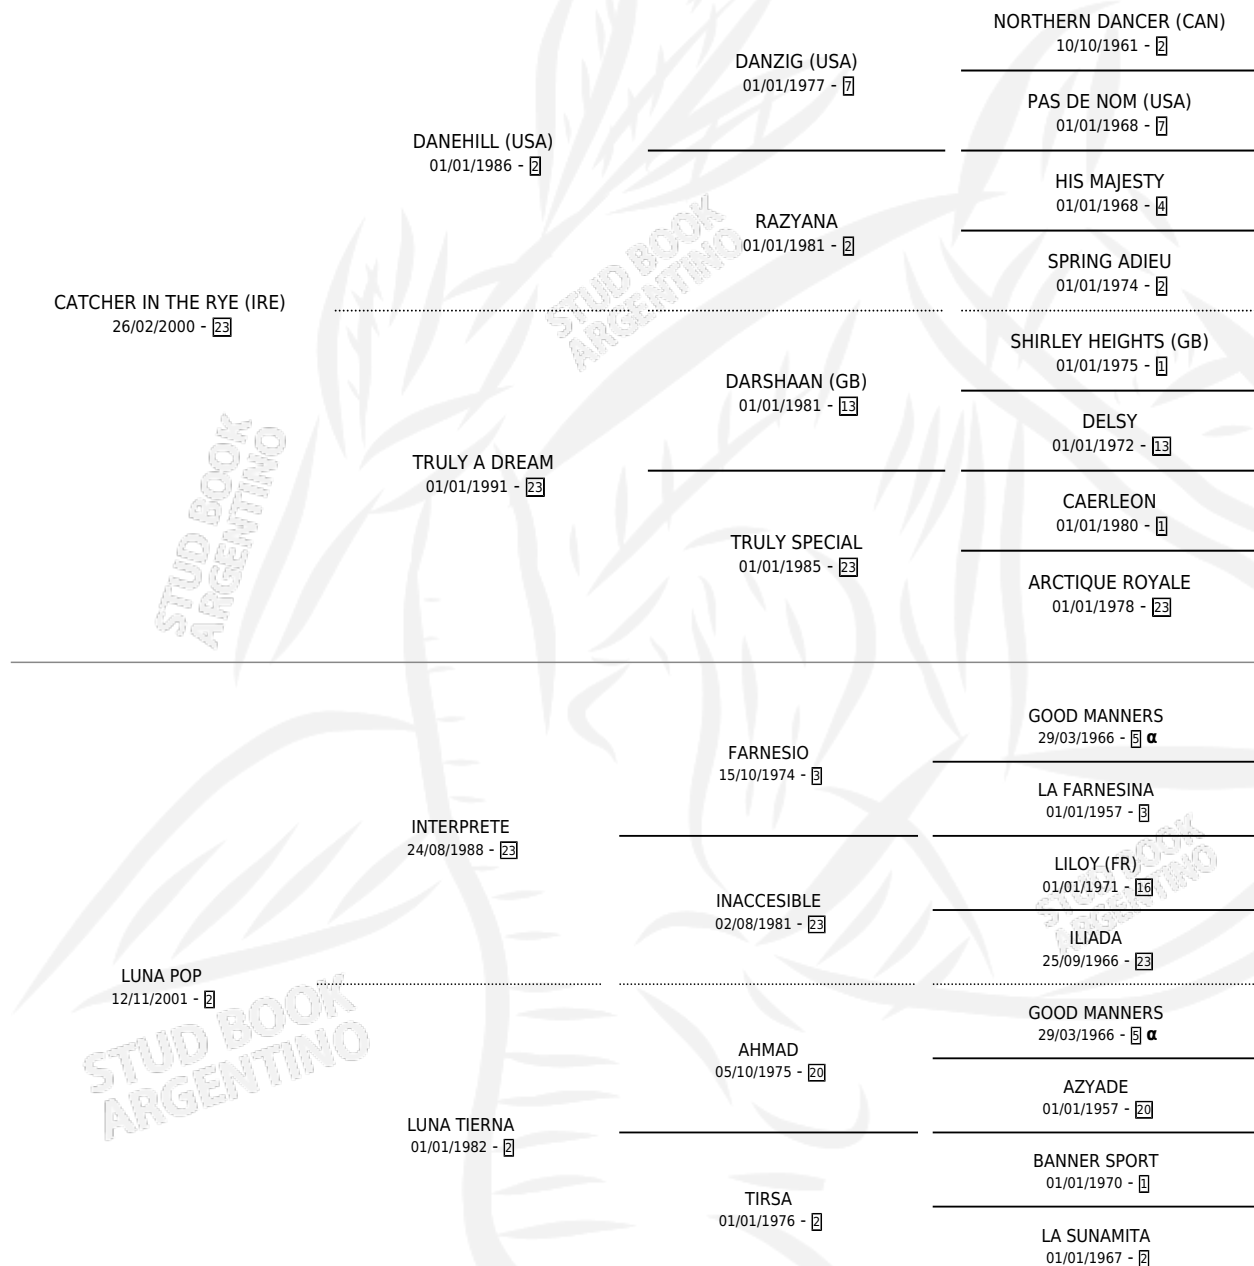 NORTHERN DANCER (CAN)
10/10/1961 - 2
DANZIG (USA)
01/01/1977 - 7
PAS DE NOM (USA)
01/01/1968 - 7
DANEHILL (USA)
01/01/1986 - 2
HIS MAJESTY
01/01/1968 - 4
RAZYANA
01/01/1981 - 2
SPRING ADIEU
01/01/1974 - 2
CATCHER IN THE RYE (IRE)
26/02/2000 - 23
SHIRLEY HEIGHTS (GB)
01/01/1975 - 1
DARSHAAN (GB)
01/01/1981 - 13
DELSY
01/01/1972 - 13
TRULY A DREAM
01/01/1991 - 23
CAERLEON
01/01/1980 - 1
TRULY SPECIAL
01/01/1985 - 23
ARCTIQUE ROYALE
01/01/1978 - 23
GOOD MANNERS
29/03/1966 - 5 α
FARNESIO
15/10/1974 - 3
LA FARNESINA
01/01/1957 - 3
INTERPRETE
24/08/1988 - 23
LILOY (FR)
01/01/1971 - 16
INACCESIBLE
02/08/1981 - 23
ILIADA
25/09/1966 - 23
LUNA POP
12/11/2001 - 2
GOOD MANNERS
29/03/1966 - 5 α
AHMAD
05/10/1975 - 20
AZYADE
01/01/1957 - 20
LUNA TIERNA
01/01/1982 - 2
BANNER SPORT
01/01/1970 - 1
TIRSA
01/01/1976 - 2
LA SUNAMITA
01/01/1967 - 2
STUD BOOK
ARGENTINO
STUD BOOK
ARGENTINO
STUD BOOK
ARGENTINO
STUD BOOK
ARGENTINO